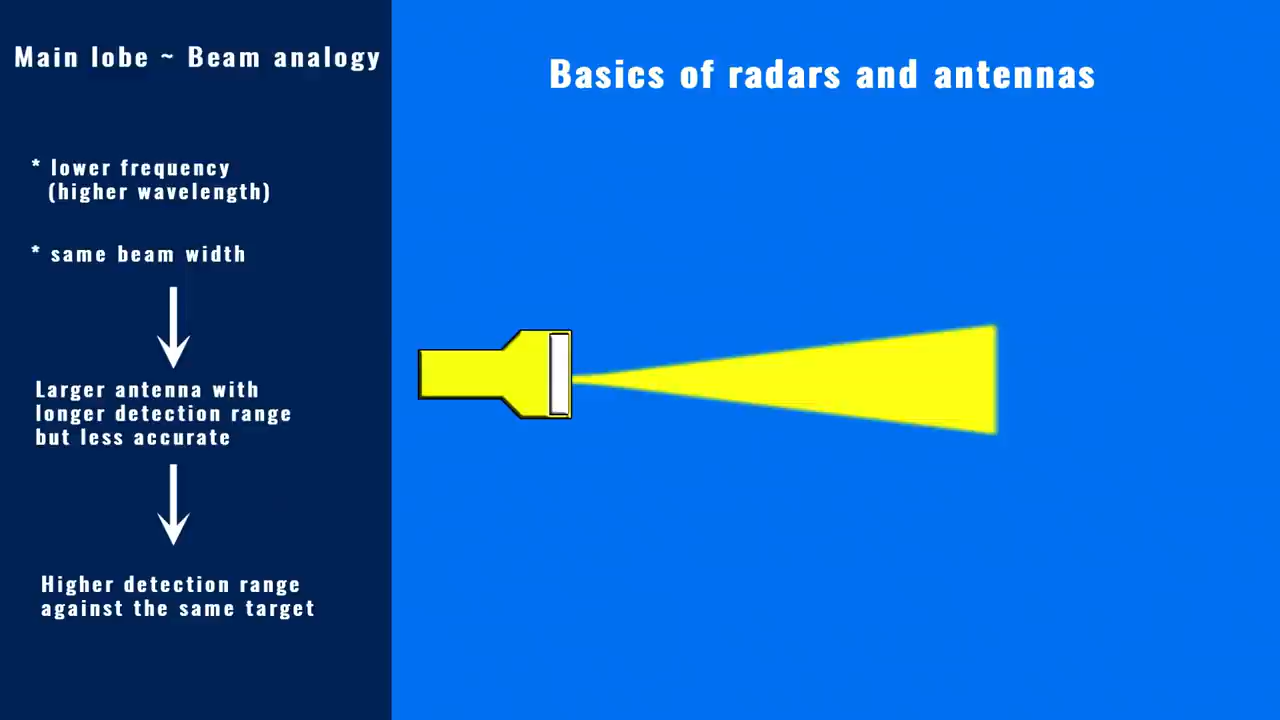 Main lobe ~ Beam analogy
Basics of radars and antennas
* lower frequency
(higher wavelength)
* same beam width
Larger antenna with
longer detection range
but less accurate
Higher detection range
against the same target